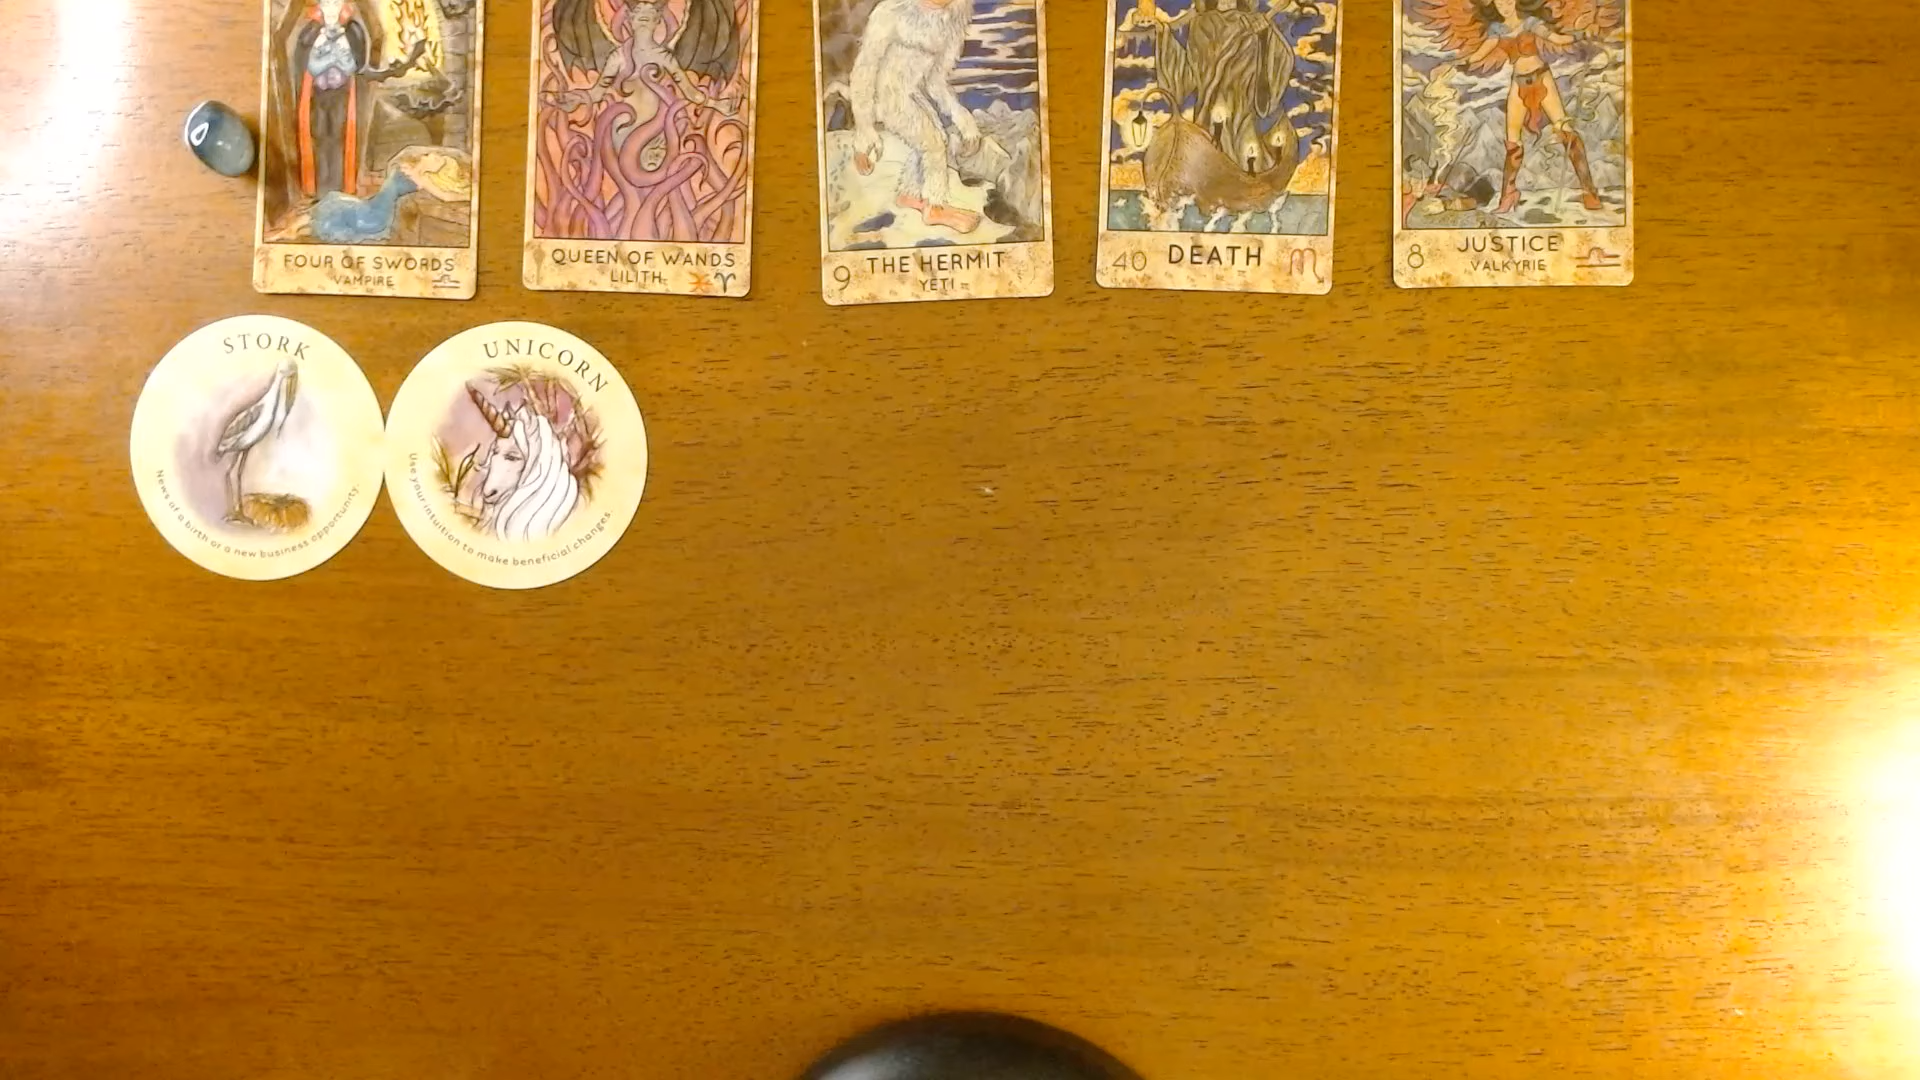 FOUR OF SWORDS
VAMPIRE
QUEEN OF WANDS
LILITH
9 THE HERMIT
YETI
40 DEATH
8 JUSTICE
VALKYRIE
STORK
News of a birth or a new business opportunity.
UNICORN
Use your intuition to make beneficial changes.